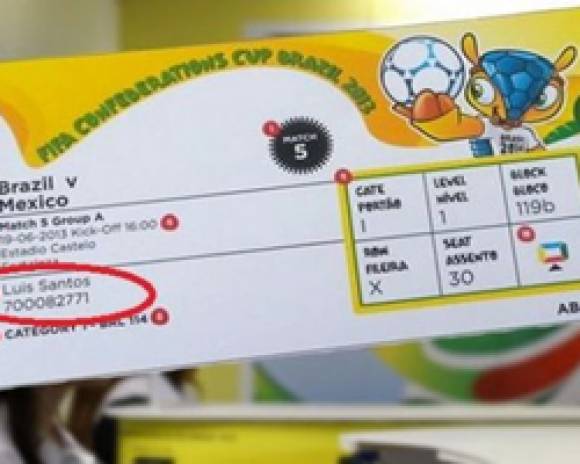 FIFA CONFEDERATIONS CUP BRAZIL 2013
MATCH
5
Brazil v
Mexico
Match 5 Group A
19-06-2013 Kick-Off 16:00
Estadio Castelo
Luis Santos
700082771
CATEGORY 1 - BRL 114
GATE
PORTÃO
1
LEVEL
NÍVEL
1
BLOCK
BLOCO
119b
ROW
FILEIRA
X
SEAT
ASSENTO
30